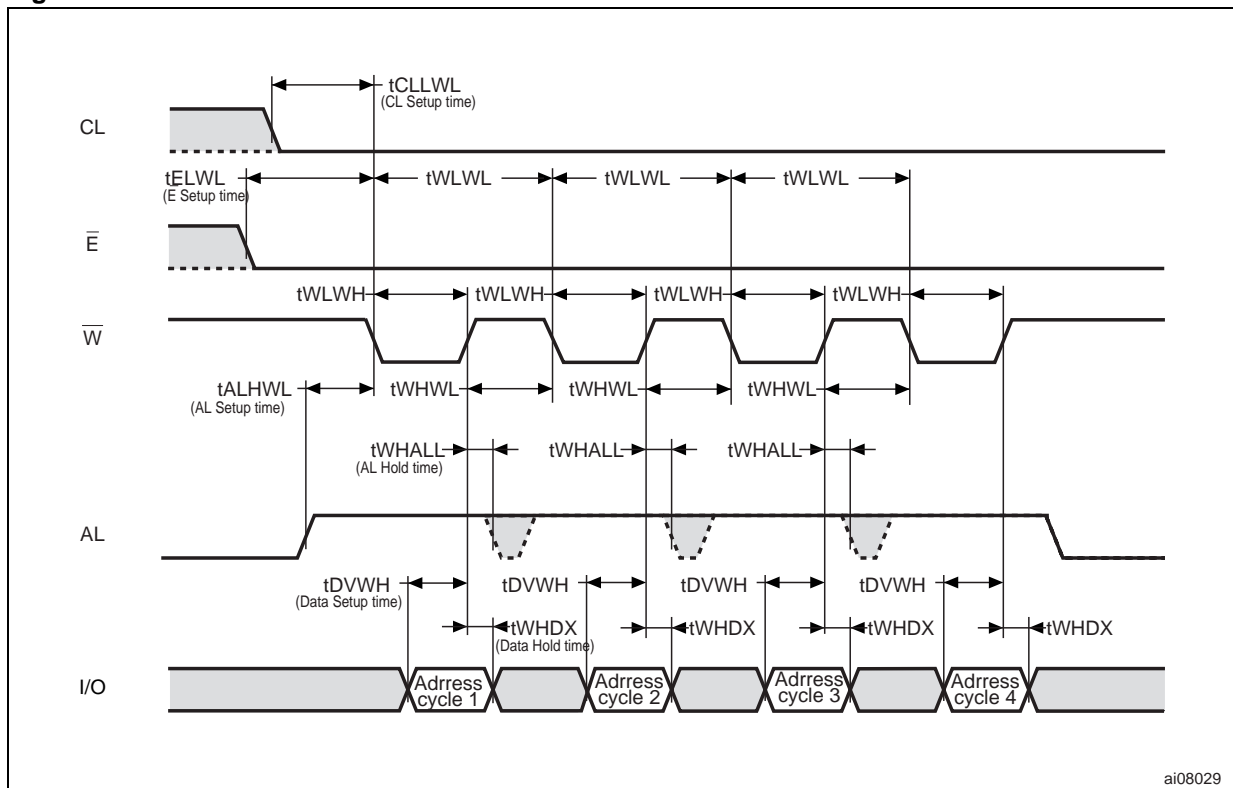 tCLLWL
(CL Setup time)
CL
tELWL
(E Setup time)
tWLWL
tWLWL
tWLWL
E
tWLWH
tWLWH
tWLWH
tWLWH
W
tALHWL
(AL Setup time)
tWHWL
tWHWL
tWHWL
tWHALL
(AL Hold time)
tWHALL
tWHALL
AL
tDVWH
(Data Setup time)
tDVWH
tDVWH
tDVWH
tWHDX
(Data Hold time)
tWHDX
tWHDX
tWHDX
I/O
Adrress
cycle 1
Adrress
cycle 2
Adrress
cycle 3
Adrress
cycle 4
ai08029